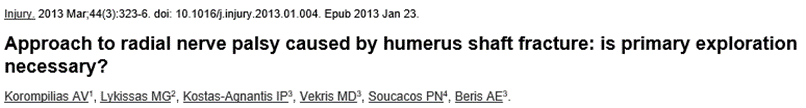 Injury. 2013 Mar;44(3):323-6. doi: 10.1016/j.injury.2013.01.004. Epub 2013 Jan 23.
Approach to radial nerve palsy caused by humerus shaft fracture: is primary exploration
necessary?
Korompilias AV¹, Lykissas MG², Kostas-Agnantis IP³, Vekris MD³, Soucacos PN⁴, Beris AE³.